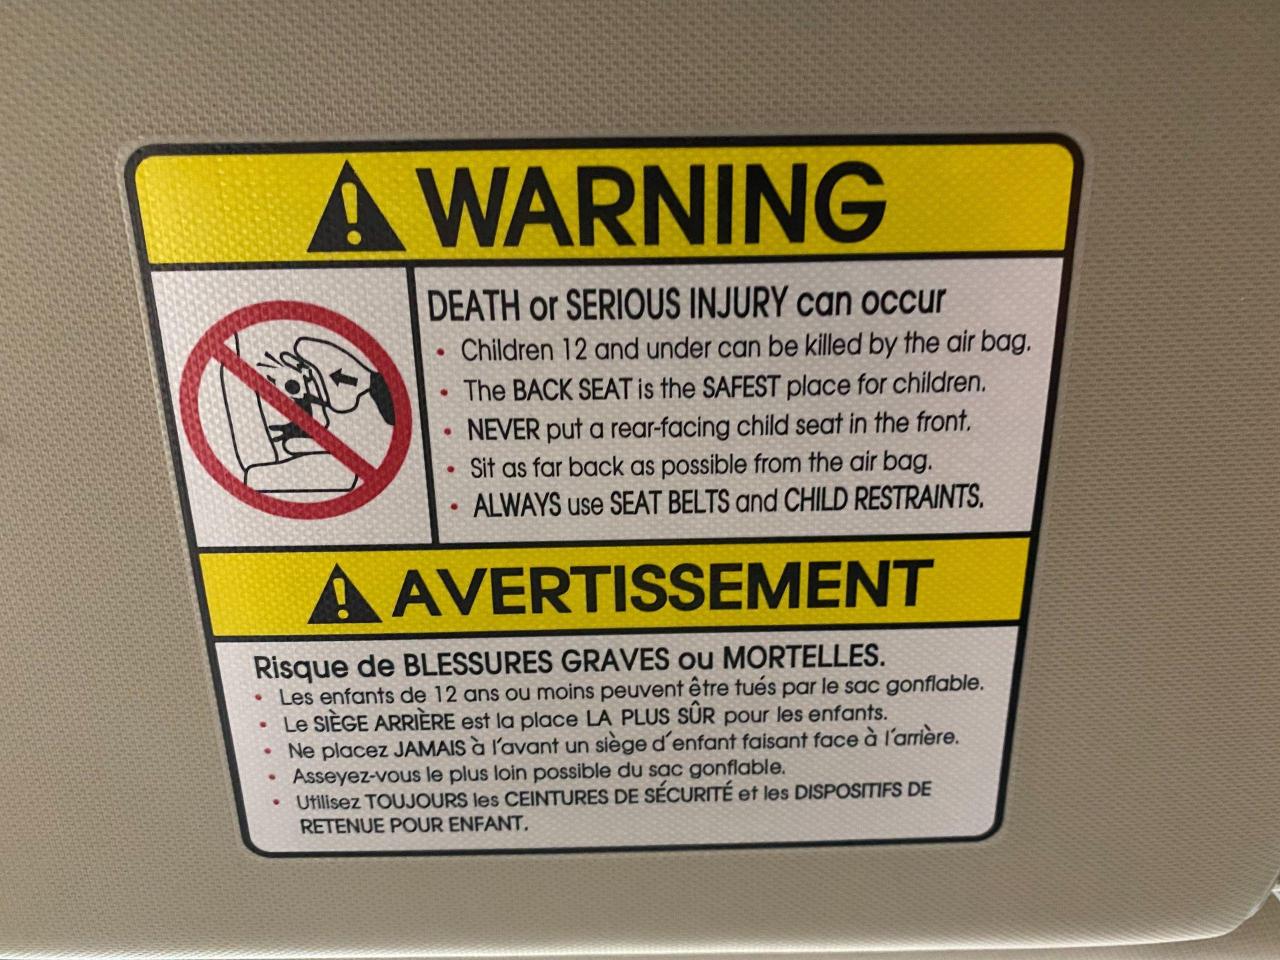 WARNING
DEATH or SERIOUS INJURY can occur
• Children 12 and under can be killed by the air bag.
• The BACK SEAT is the SAFEST place for children.
• NEVER put a rear-facing child seat in the front.
• Sit as far back as possible from the air bag.
• ALWAYS use SEAT BELTS and CHILD RESTRAINTS.
AVERTISSEMENT
Risque de BLESSURES GRAVES ou MORTELLES.
• Les enfants de 12 ans ou moins peuvent être tués par le sac gonflable.
• Le SIÈGE ARRIÈRE est la place LA PLUS SÛR pour les enfants.
• Ne placez JAMAIS à l'avant un siège d'enfant faisant face à l'arrière.
• Asseyez-vous le plus loin possible du sac gonflable.
• Utilisez TOUJOURS les CEINTURES DE SÉCURITÉ et les DISPOSITIFS DE
RETENUE POUR ENFANT.